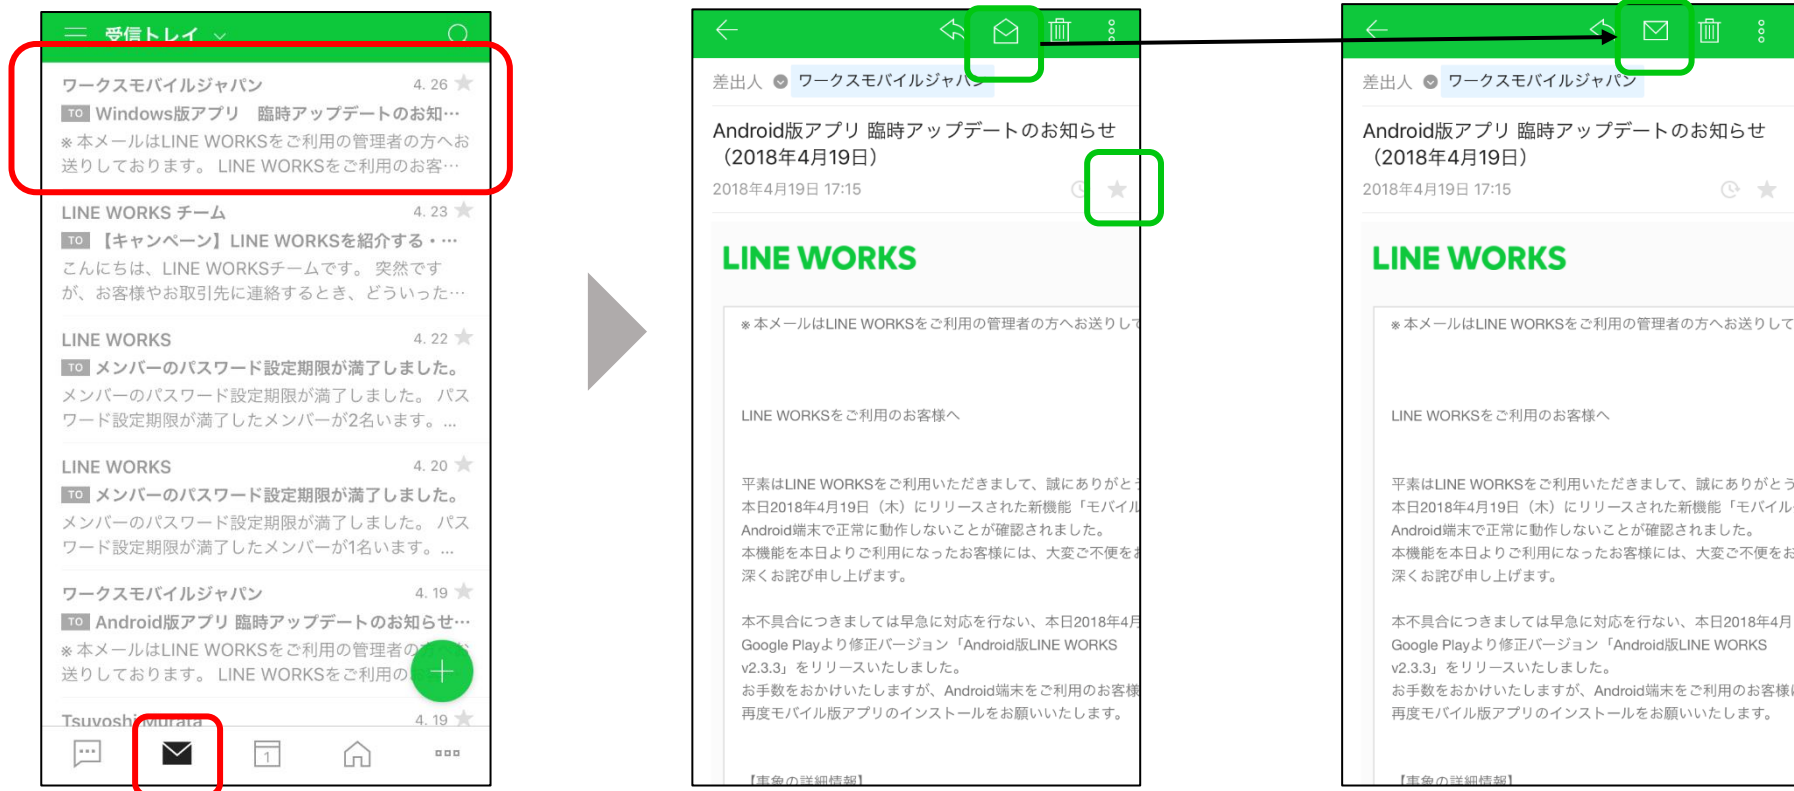 受信トレイ
ワークスモバイルジャパン 4. 26
TO Windows版アプリ 臨時アップデートのお知…
※本メールはLINE WORKSをご利用の管理者の方へお
送りしております。 LINE WORKSをご利用のお客…
LINE WORKS チーム 4. 23
TO 【キャンペーン】LINE WORKSを紹介する・…
こんにちは、LINE WORKSチームです。 突然です
が、お客様やお取引先に連絡するとき、どういった…
LINE WORKS 4. 22
TO メンバーのパスワード設定期限が満了しました。
メンバーのパスワード設定期限が満了しました。 パス
ワード設定期限が満了したメンバーが2名います。...
LINE WORKS 4. 20
TO メンバーのパスワード設定期限が満了しました。
メンバーのパスワード設定期限が満了しました。 パス
ワード設定期限が満了したメンバーが1名います。...
ワークスモバイルジャパン 4. 19
TO Android版アプリ 臨時アップデートのお知らせ…
※本メールはLINE WORKSをご利用の管理者の方へお
送りしております。 LINE WORKSをご利用の
Tsuyoshi Murata 4. 19
1
差出人 ワークスモバイルジャパン
Android版アプリ 臨時アップデートのお知らせ
（2018年4月19日）
2018年4月19日 17:15
LINE WORKS
※本メールはLINE WORKSをご利用の管理者の方へお送りして
LINE WORKSをご利用のお客様へ
平素はLINE WORKSをご利用いただきまして、誠にありがとう
本日2018年4月19日（木）にリリースされた新機能「モバイル
Android端末で正常に動作しないことが確認されました。
本機能を本日よりご利用になったお客様には、大変ご不便をお
深くお詫び申し上げます。
本不具合につきましては早急に対応を行ない、本日2018年4月
Google Playより修正バージョン「Android版LINE WORKS
v2.3.3」をリリースいたしました。
お手数をおかけいたしますが、Android端末をご利用のお客様
再度モバイル版アプリのインストールをお願いいたします。
【事象の詳細情報】
差出人 ワークスモバイルジャパン
Android版アプリ 臨時アップデートのお知らせ
（2018年4月19日）
2018年4月19日 17:15
LINE WORKS
※本メールはLINE WORKSをご利用の管理者の方へお送りして
LINE WORKSをご利用のお客様へ
平素はLINE WORKSをご利用いただきまして、誠にありがとう
本日2018年4月19日（木）にリリースされた新機能「モバイル
Android端末で正常に動作しないことが確認されました。
本機能を本日よりご利用になったお客様には、大変ご不便をお
深くお詫び申し上げます。
本不具合につきましては早急に対応を行ない、本日2018年4月
Google Playより修正バージョン「Android版LINE WORKS
v2.3.3」をリリースいたしました。
お手数をおかけいたしますが、Android端末をご利用のお客様
再度モバイル版アプリのインストールをお願いいたします。
【事象の詳細情報】